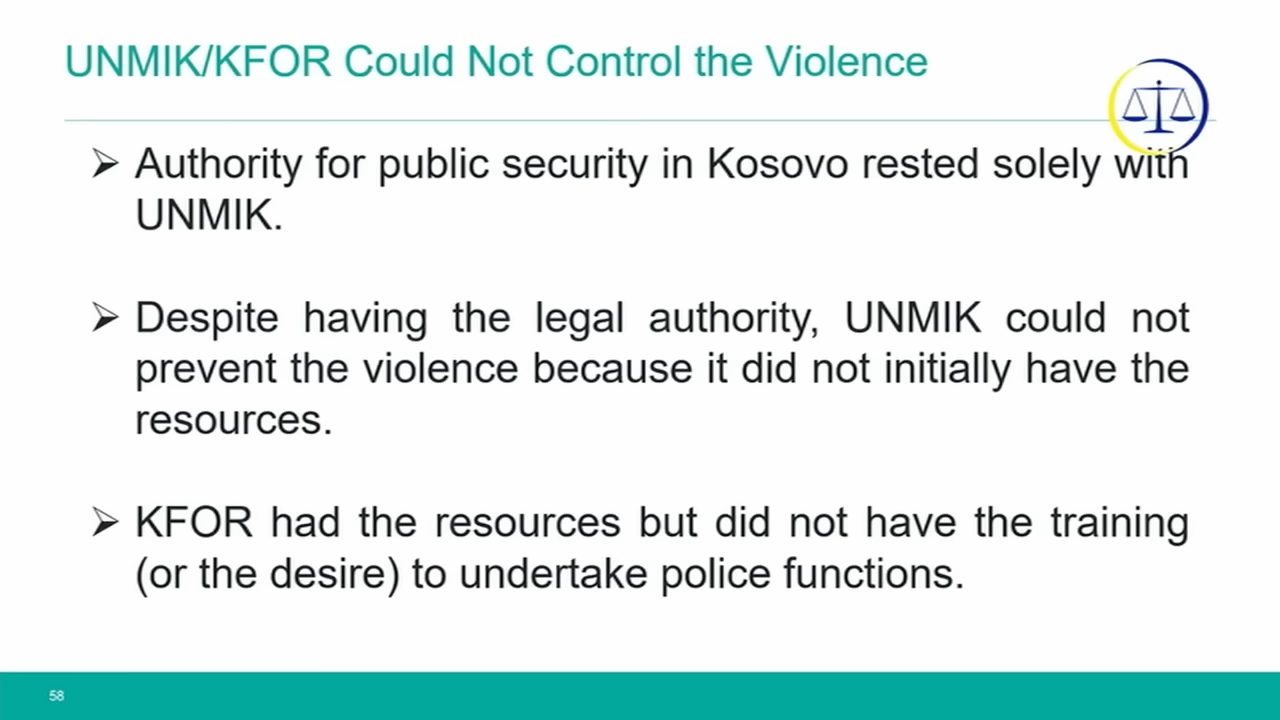 UNMIK/KFOR Could Not Control the Violence
➢ Authority for public security in Kosovo rested solely with
UNMIK.
➢ Despite having the legal authority, UNMIK could not
prevent the violence because it did not initially have the
resources.
➢ KFOR had the resources but did not have the training
(or the desire) to undertake police functions.
58